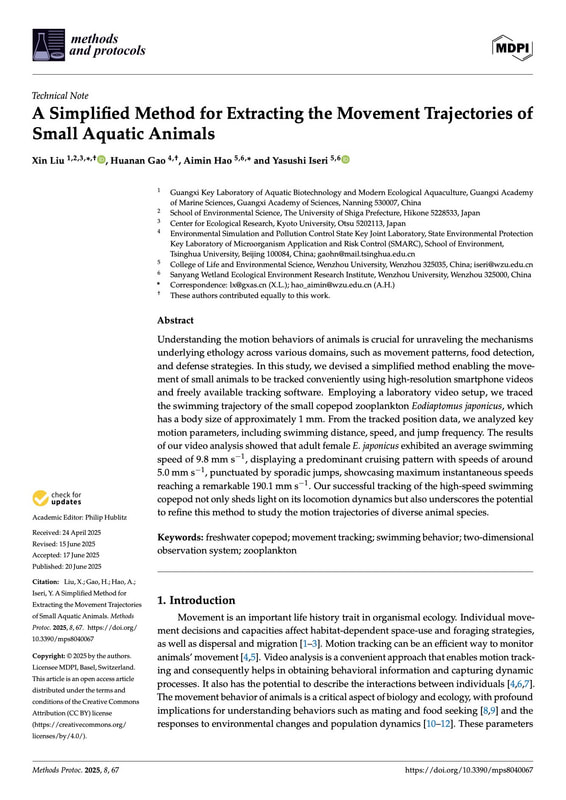 methods
and protocols
MDPI
Technical Note
A Simplified Method for Extracting the Movement Trajectories of
Small Aquatic Animals
Xin Liu 1,2,3,*,†, Huanan Gao 4,†, Aimin Hao 5,6,* and Yasushi Iseri 5,6
1 Guangxi Key Laboratory of Aquatic Biotechnology and Modern Ecological Aquaculture, Guangxi Academy
of Marine Sciences, Guangxi Academy of Sciences, Nanning 530007, China
2 School of Environmental Science, The University of Shiga Prefecture, Hikone 5228533, Japan
3 Center for Ecological Research, Kyoto University, Otsu 5202113, Japan
4 Environmental Simulation and Pollution Control State Key Joint Laboratory, State Environmental Protection
Key Laboratory of Microorganism Application and Risk Control (SMARC), School of Environment,
Tsinghua University, Beijing 100084, China; gaohn@mail.tsinghua.edu.cn
5 College of Life and Environmental Science, Wenzhou University, Wenzhou 325035, China; iseri@wzu.edu.cn
6 Sanyang Wetland Ecological Environment Research Institute, Wenzhou University, Wenzhou 325000, China
* Correspondence: lx@gxas.cn (X.L.); hao_aimin@wzu.edu.cn (A.H.)
† These authors contributed equally to this work.
Abstract
Understanding the motion behaviors of animals is crucial for unraveling the mechanisms
underlying ethology across various domains, such as movement patterns, food detection,
and defense strategies. In this study, we devised a simplified method enabling the move-
ment of small animals to be tracked conveniently using high-resolution smartphone videos
and freely available tracking software. Employing a laboratory video setup, we traced
the swimming trajectory of the small copepod zooplankton Eodiaptomus japonicus, which
has a body size of approximately 1 mm. From the tracked position data, we analyzed key
motion parameters, including swimming distance, speed, and jump frequency. The results
of our video analysis showed that adult female E. japonicus exhibited an average swimming
speed of 9.8 mm s−1, displaying a predominant cruising pattern with speeds of around
5.0 mm s−1, punctuated by sporadic jumps, showcasing maximum instantaneous speeds
reaching a remarkable 190.1 mm s−1. Our successful tracking of the high-speed swimming
copepod not only sheds light on its locomotion dynamics but also underscores the potential
to refine this method to study the motion trajectories of diverse animal species.
Keywords: freshwater copepod; movement tracking; swimming behavior; two-dimensional
observation system; zooplankton
check for
updates
Academic Editor: Philip Hublitz
Received: 24 April 2025
Revised: 15 June 2025
Accepted: 17 June 2025
Published: 20 June 2025
Citation: Liu, X.; Gao, H.; Hao, A.;
Iseri, Y. A Simplified Method for
Extracting the Movement Trajectories
of Small Aquatic Animals. Methods
Protoc. 2025, 8, 67. https://doi.org/
10.3390/mps8040067
Copyright: © 2025 by the authors.
Licensee MDPI, Basel, Switzerland.
This article is an open access article
distributed under the terms and
conditions of the Creative Commons
Attribution (CC BY) license
(https://creativecommons.org/
licenses/by/4.0/).
1. Introduction
Movement is an important life history trait in organismal ecology. Individual move-
ment decisions and capacities affect habitat-dependent space-use and foraging strategies,
as well as dispersal and migration [1–3]. Motion tracking can be an efficient way to monitor
animals' movement [4,5]. Video analysis is a convenient approach that enables motion track-
ing and consequently helps in obtaining behavioral information and capturing dynamic
processes. It also has the potential to describe the interactions between individuals [4,6,7].
The movement behavior of animals is a critical aspect of biology and ecology, with profound
implications for understanding behaviors such as mating and food seeking [8,9] and the
responses to environmental changes and population dynamics [10–12]. These parameters
Methods Protoc. 2025, 8, 67
https://doi.org/10.3390/mps8040067